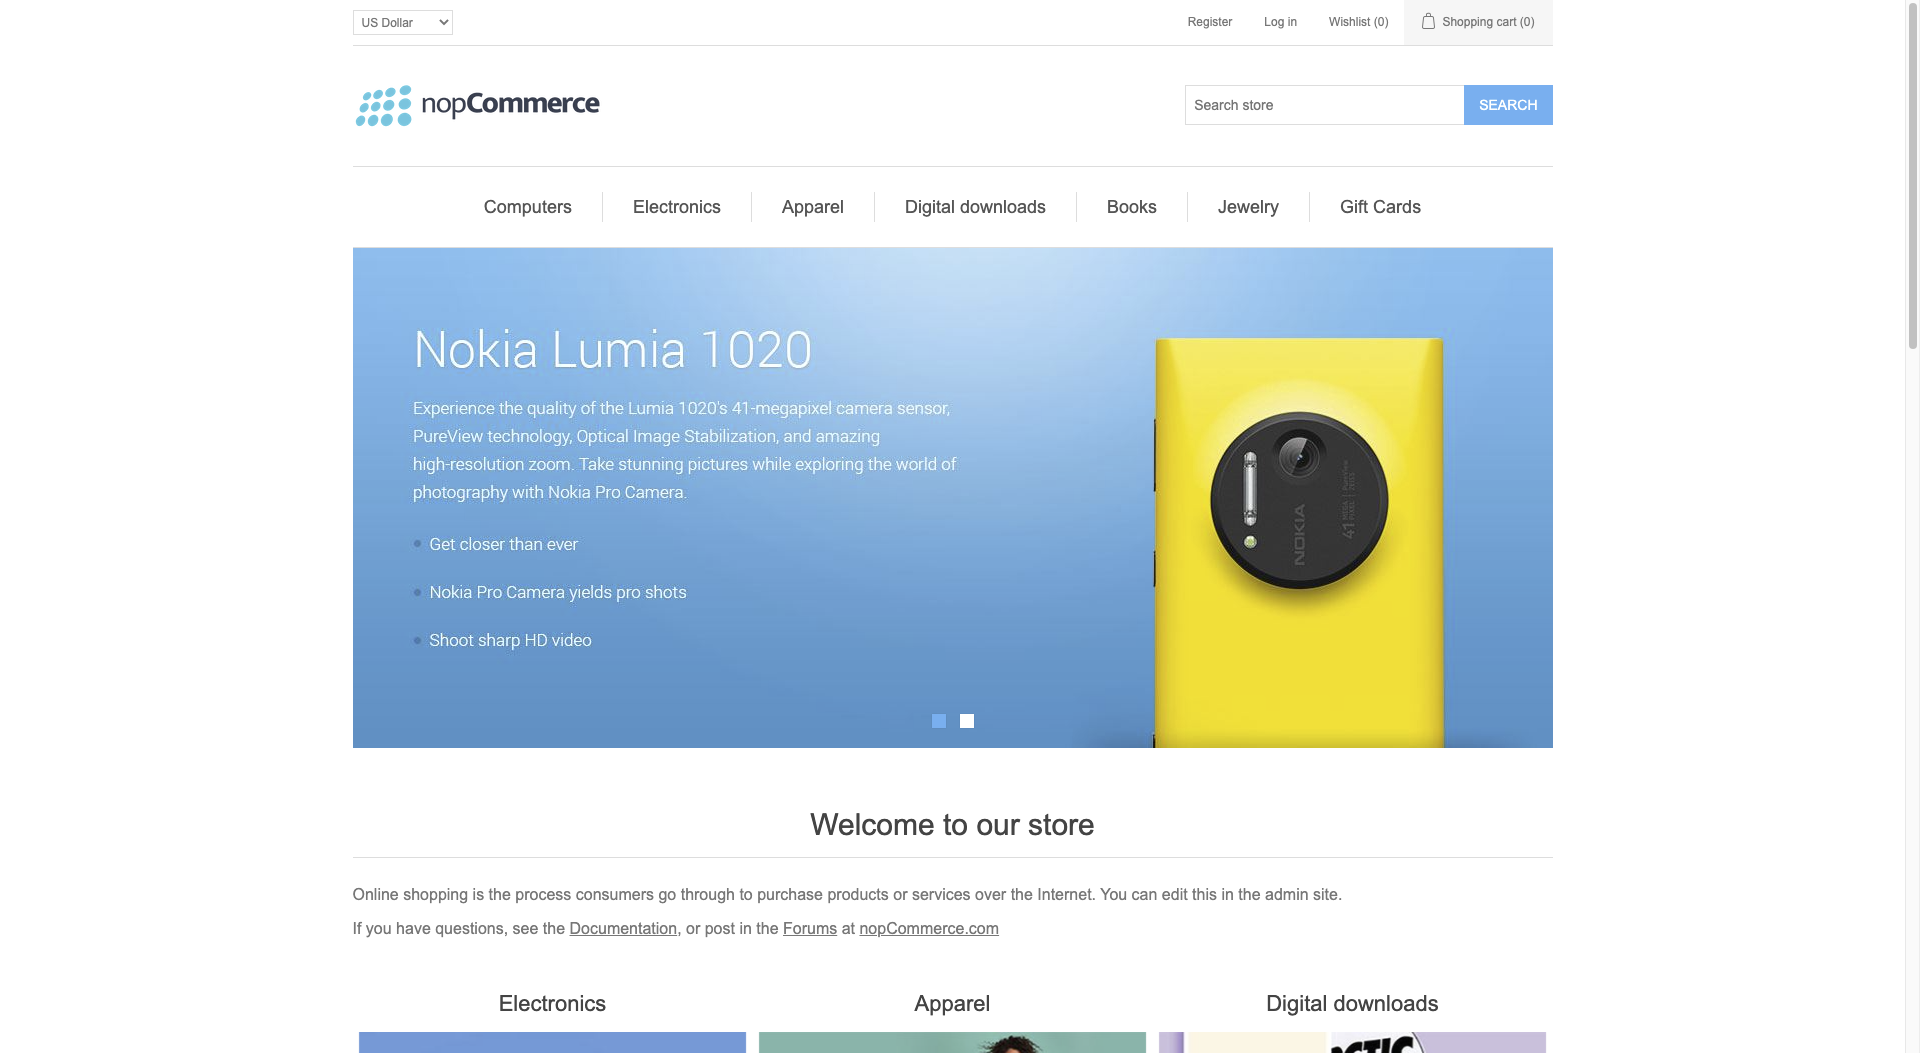 US Dollar
Register
Log in
Wishlist (0)
Shopping cart (0)
nopCommerce
Search store
SEARCH
Computers
Electronics
Apparel
Digital downloads
Books
Jewelry
Gift Cards
Nokia Lumia 1020
Experience the quality of the Lumia 1020's 41-megapixel camera sensor,
PureView technology, Optical Image Stabilization, and amazing
high-resolution zoom. Take stunning pictures while exploring the world of
photography with Nokia Pro Camera.
Get closer than ever
Nokia Pro Camera yields pro shots
Shoot sharp HD video
NOKIA
41 MEGA PIXEL
PureView
ZEISS
Welcome to our store
Online shopping is the process consumers go through to purchase products or services over the Internet. You can edit this in the admin site.
If you have questions, see the Documentation, or post in the Forums at nopCommerce.com
Electronics
Apparel
Digital downloads